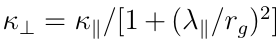 κ⊥ = κ∥/[1 + (λ∥/r_g)²]